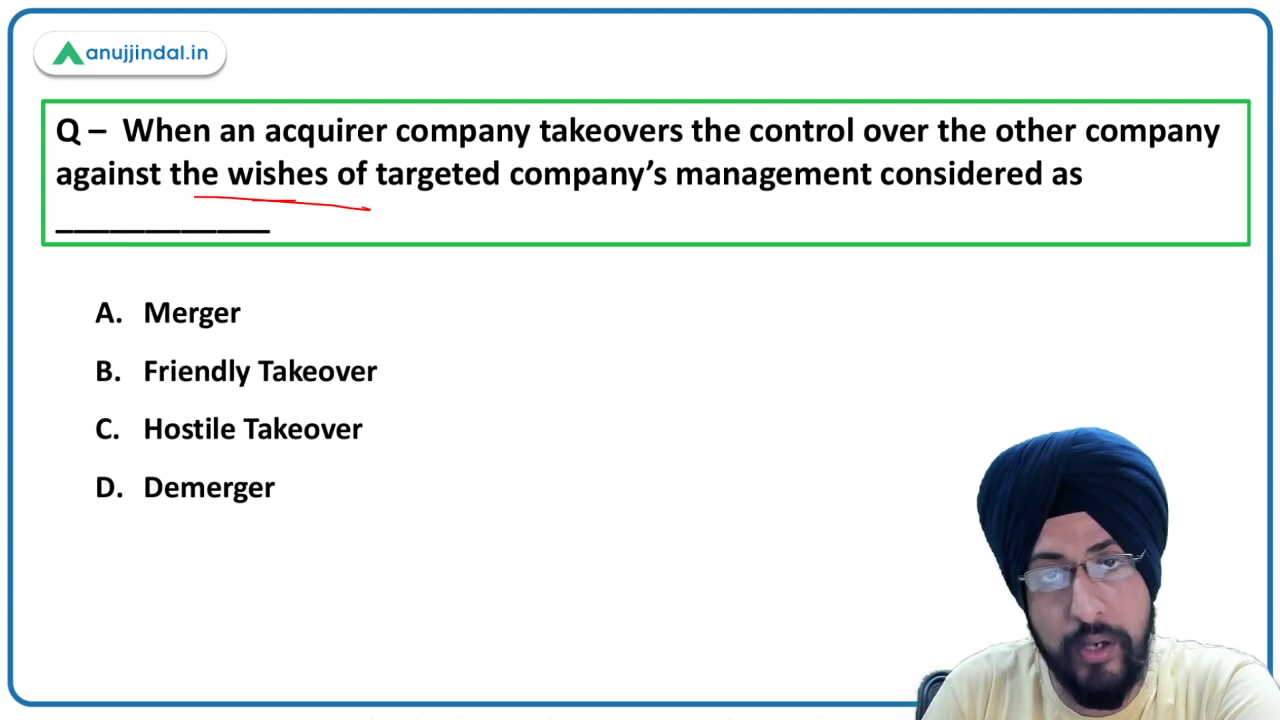 anujjindal.in
Q – When an acquirer company takeovers the control over the other company
against the wishes of targeted company’s management considered as
_____________
A. Merger
B. Friendly Takeover
C. Hostile Takeover
D. Demerger